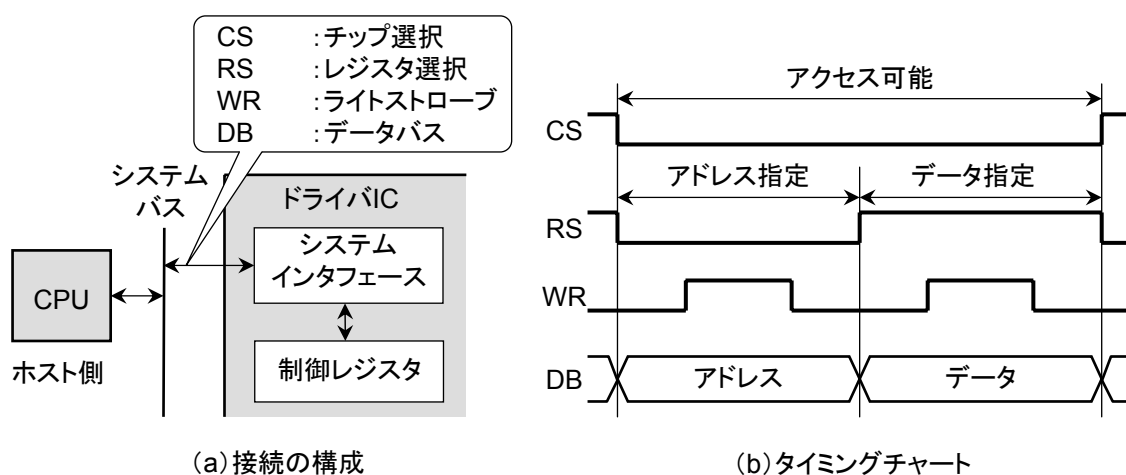 CS :チップ選択
RS :レジスタ選択
WR :ライトストローブ
DB :データバス
システム
バス
ドライバIC
システム
インタフェース
CPU
制御レジスタ
ホスト側
(a)接続の構成
アクセス可能
CS
アドレス指定
データ指定
RS
WR
DB
アドレス
データ
(b)タイミングチャート